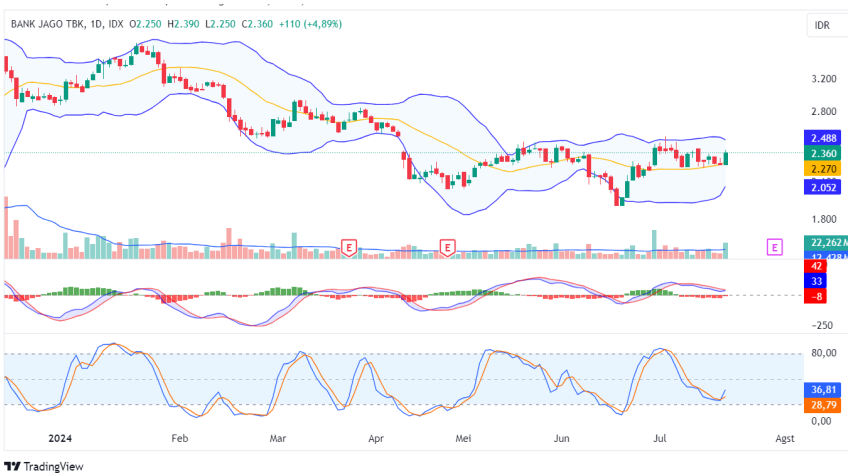 BANK JAGO TBK, 1D, IDX O2.250 H2.390 L2.250 C2.360 +110 (+4,89%)
IDR
3.200
2.800
2.488
2.360
2.270
2.052
1.800
22,262M
E
E
E
42
33
-8
-250
80,00
36,81
28,79
0,00
2024 Feb Mar Apr Mei Jun Jul Agst
TradingView